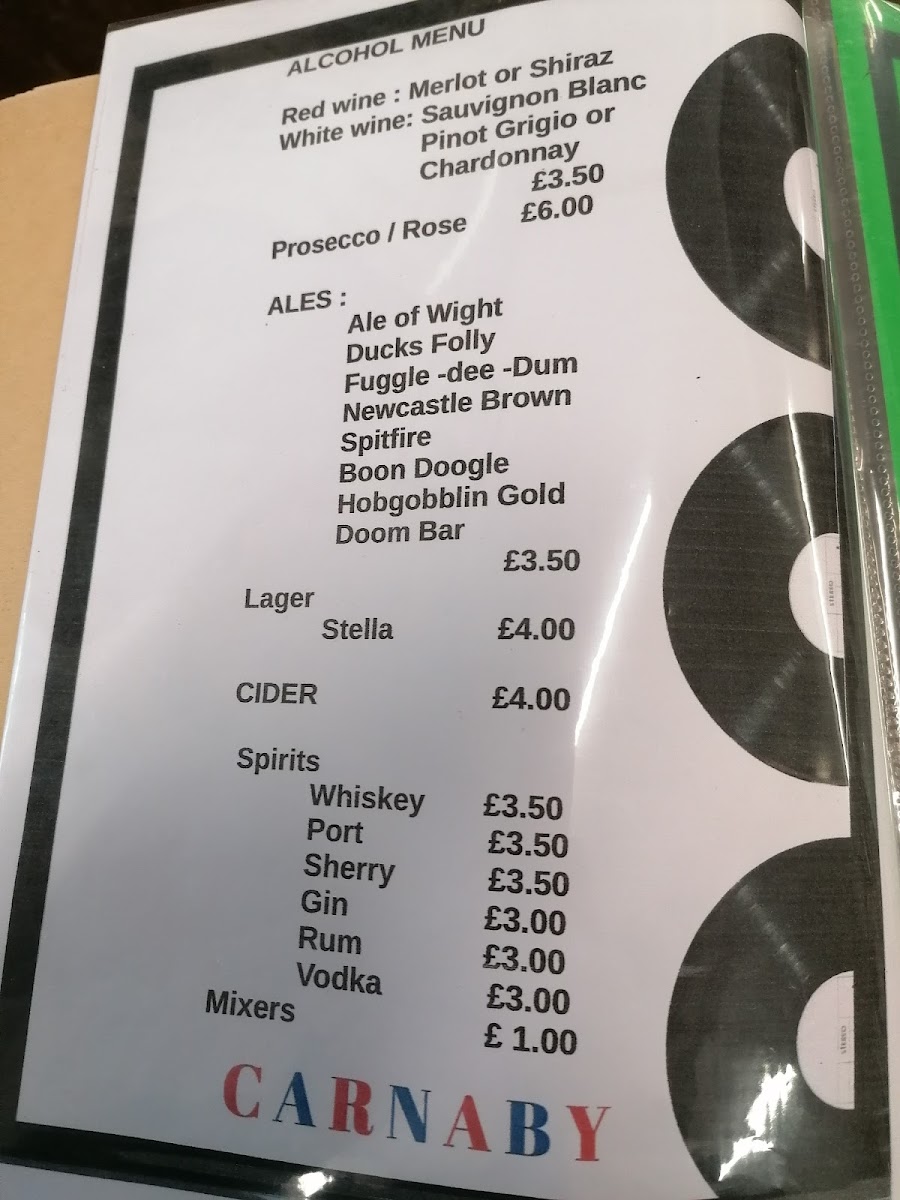 ALCOHOL MENU
Red wine : Merlot or Shiraz
White wine: Sauvignon Blanc
Pinot Grigio or
Chardonnay
£3.50
Prosecco / Rose £6.00
ALES :
Ale of Wight
Ducks Folly
Fuggle -dee -Dum
Newcastle Brown
Spitfire
Boon Doogle
Hobgobblin Gold
Doom Bar
£3.50
Lager
Stella £4.00
CIDER £4.00
Spirits
Whiskey £3.50
Port £3.50
Sherry £3.50
Gin £3.00
Rum £3.00
Vodka £3.00
Mixers £ 1.00
CARNABY
STEREO
STEREO